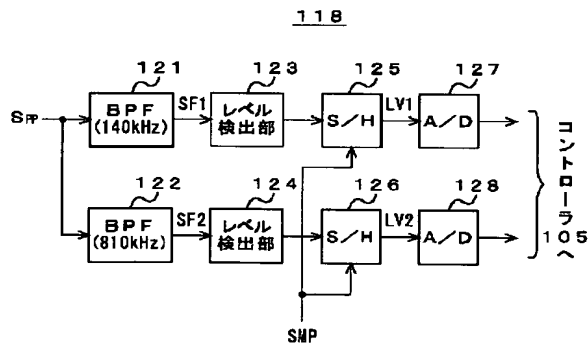 118
121
123
125
127
SPP
BPF
(140kHz)
SF1
レベル
検出部
S/H
LV1
A/D
122
124
126
128
BPF
(810kHz)
SF2
レベル
検出部
S/H
LV2
A/D
コントローラ
105へ
SMP